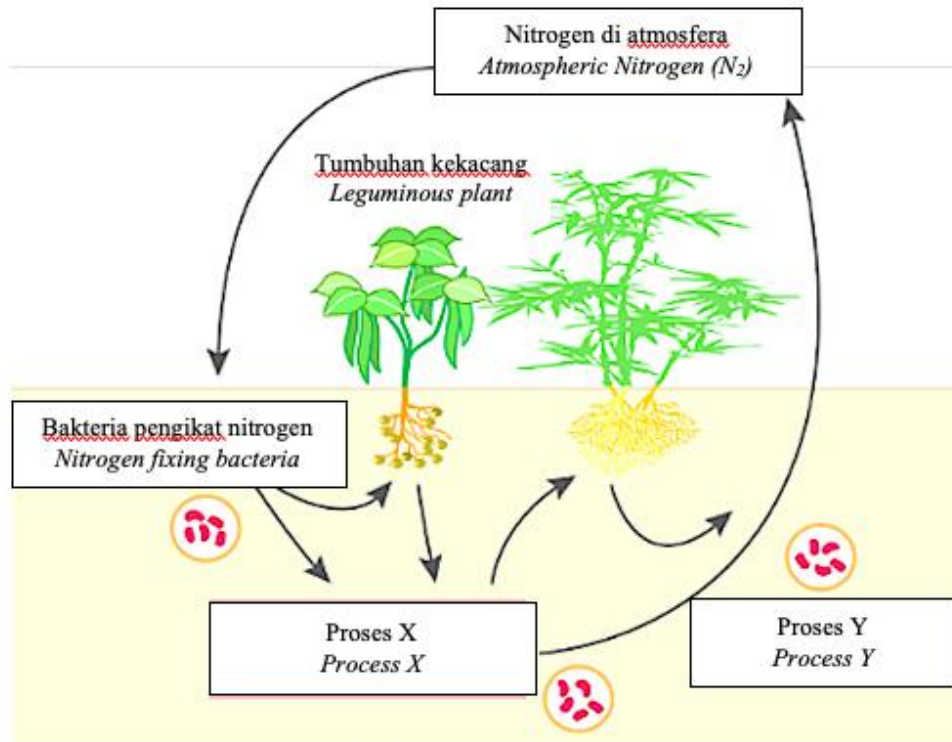 Nitrogen di atmosfera
Atmospheric Nitrogen (N₂)
Tumbuhan kekacang
Leguminous plant
Bakteria pengikat nitrogen
Nitrogen fixing bacteria
Proses X
Process X
Proses Y
Process Y